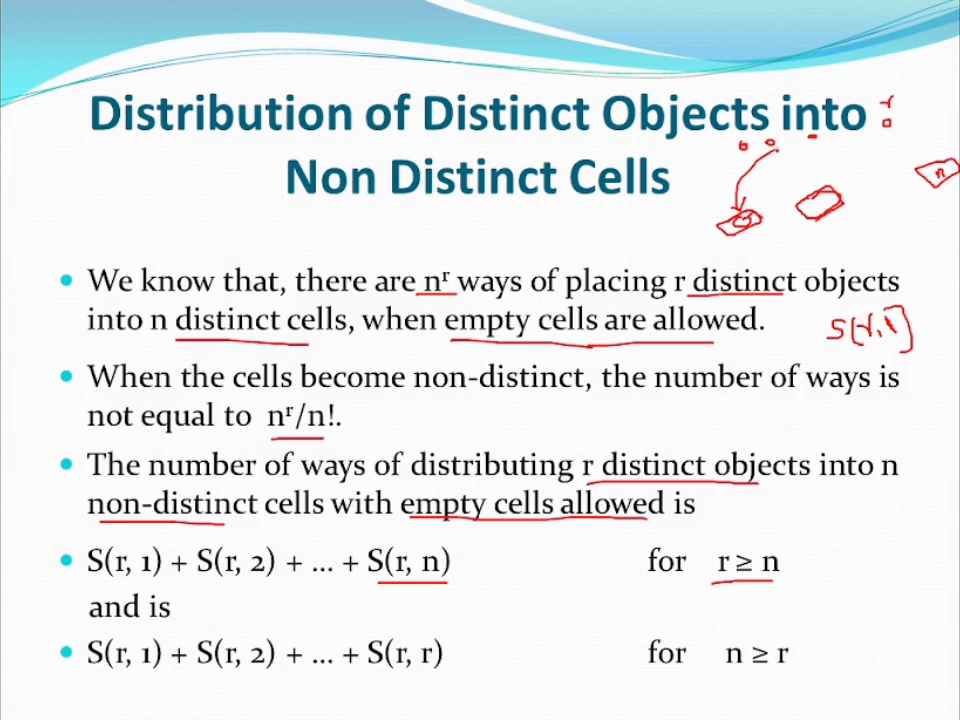 Distribution of Distinct Objects into
Non Distinct Cells
r
n
• We know that, there are nʳ ways of placing r distinct objects
into n distinct cells, when empty cells are allowed.
S(r,1)
• When the cells become non-distinct, the number of ways is
not equal to nʳ/n!.
• The number of ways of distributing r distinct objects into n
non-distinct cells with empty cells allowed is
• S(r, 1) + S(r, 2) + ... + S(r, n) for r ≥ n
and is
• S(r, 1) + S(r, 2) + ... + S(r, r) for n ≥ r